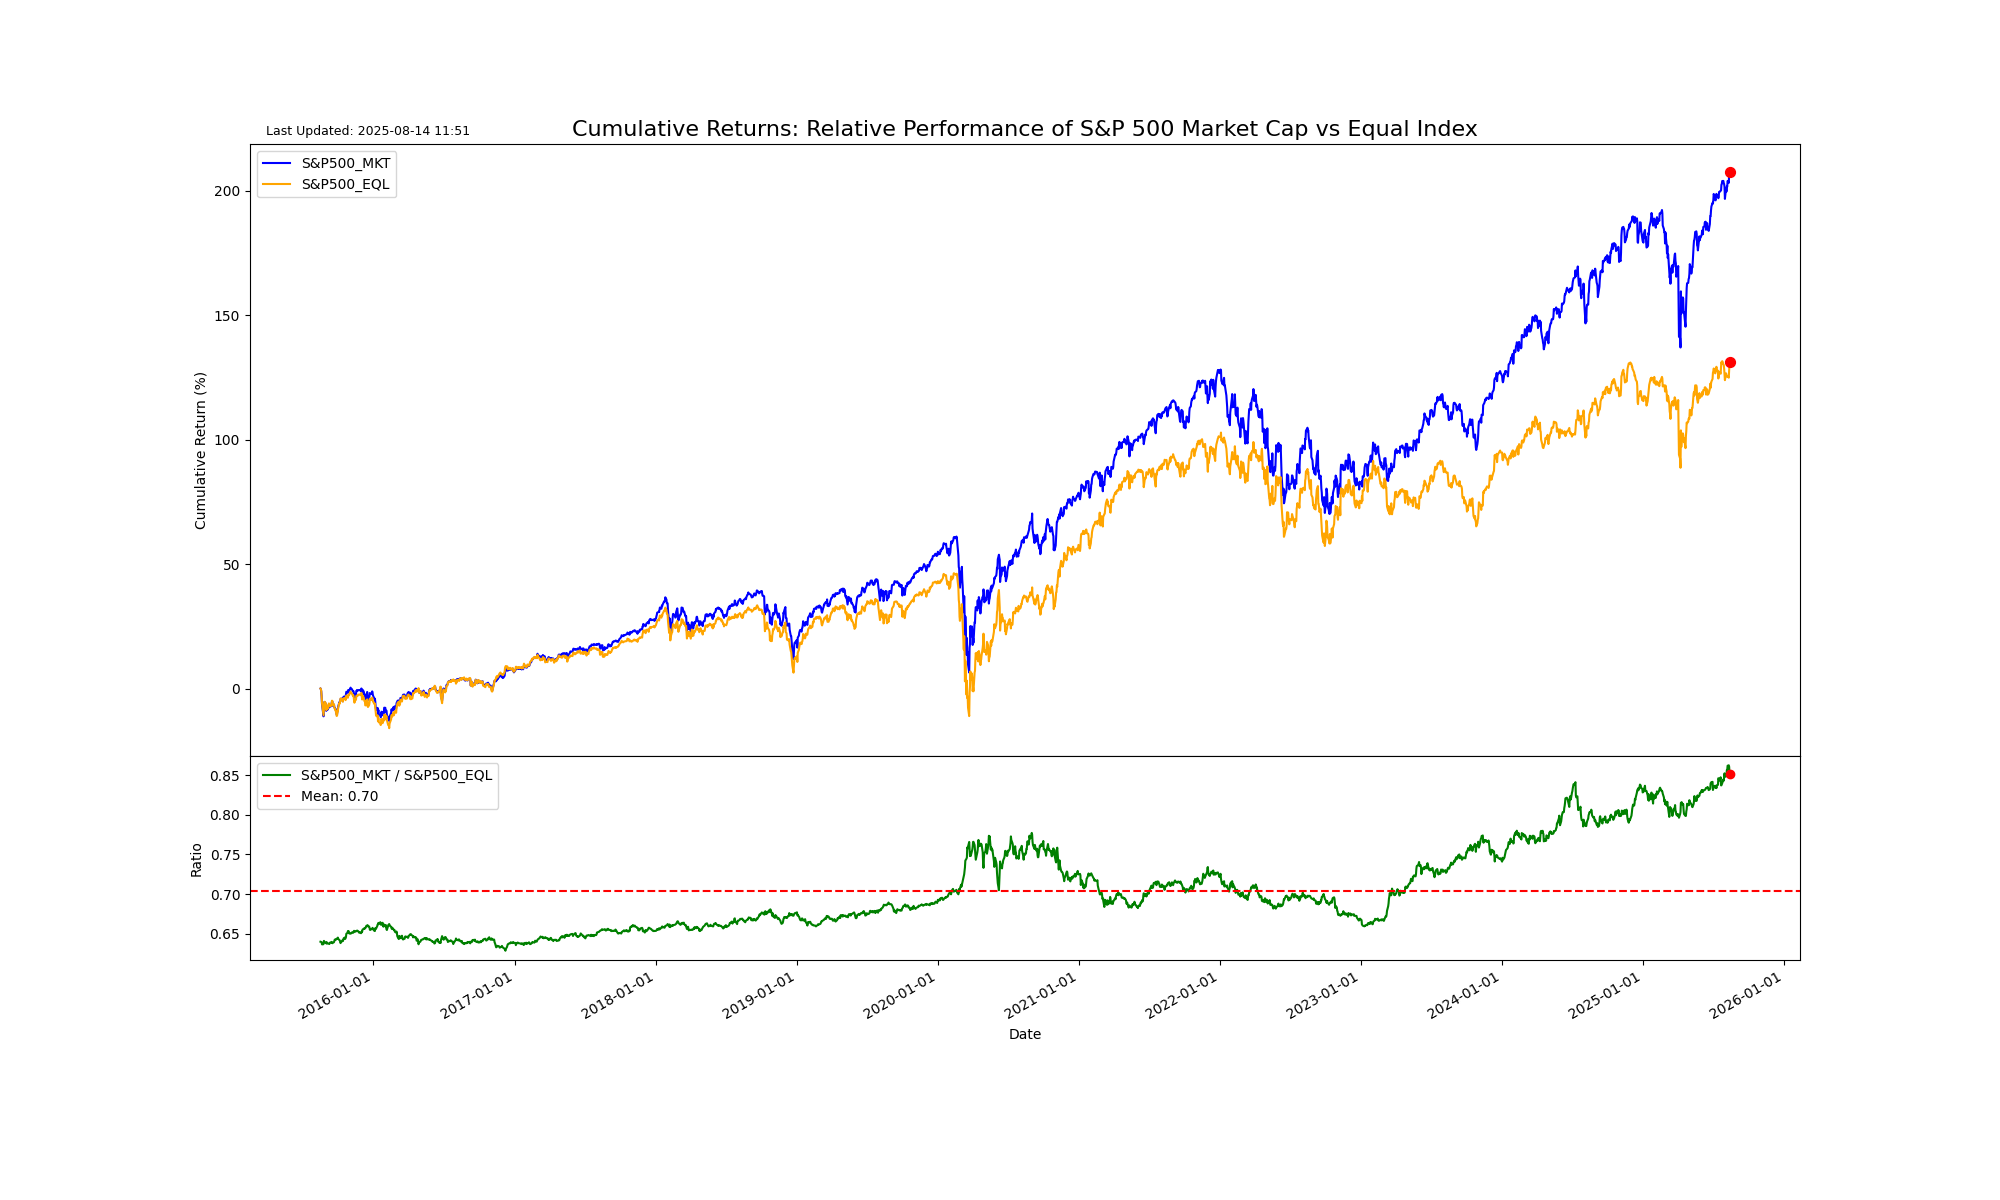 Last Updated: 2025-08-14 11:51
Cumulative Returns: Relative Performance of S&P 500 Market Cap vs Equal Index
S&P500_MKT
S&P500_EQL
200
150
100
50
0
Cumulative Return (%)
S&P500_MKT / S&P500_EQL
Mean: 0.70
0.85
0.80
0.75
0.70
0.65
Ratio
2016-01-01
2017-01-01
2018-01-01
2019-01-01
2020-01-01
2021-01-01
2022-01-01
2023-01-01
2024-01-01
2025-01-01
2026-01-01
Date